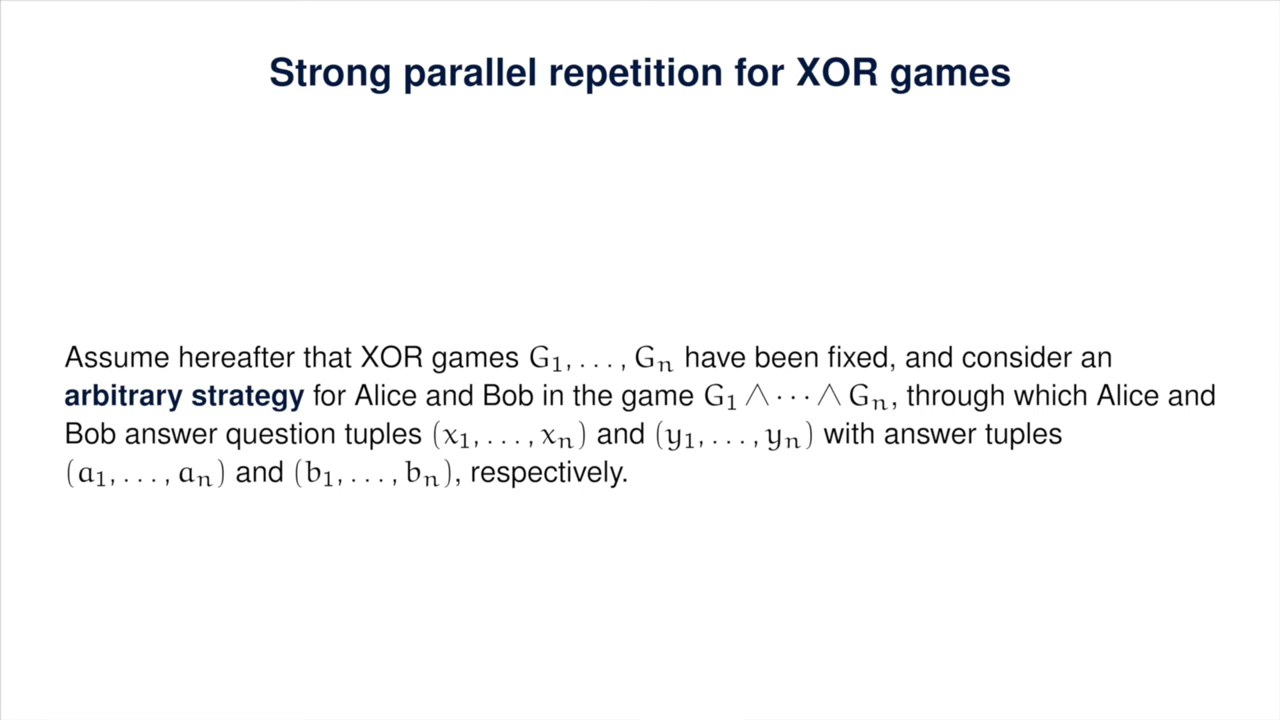 Strong parallel repetition for XOR games
Assume hereafter that XOR games G₁, . . . , Gₙ have been fixed, and consider an
arbitrary strategy for Alice and Bob in the game G₁ ∧ · · · ∧ Gₙ, through which Alice and
Bob answer question tuples (x₁, . . . , xₙ) and (y₁, . . . , yₙ) with answer tuples
(a₁, . . . , aₙ) and (b₁, . . . , bₙ), respectively.